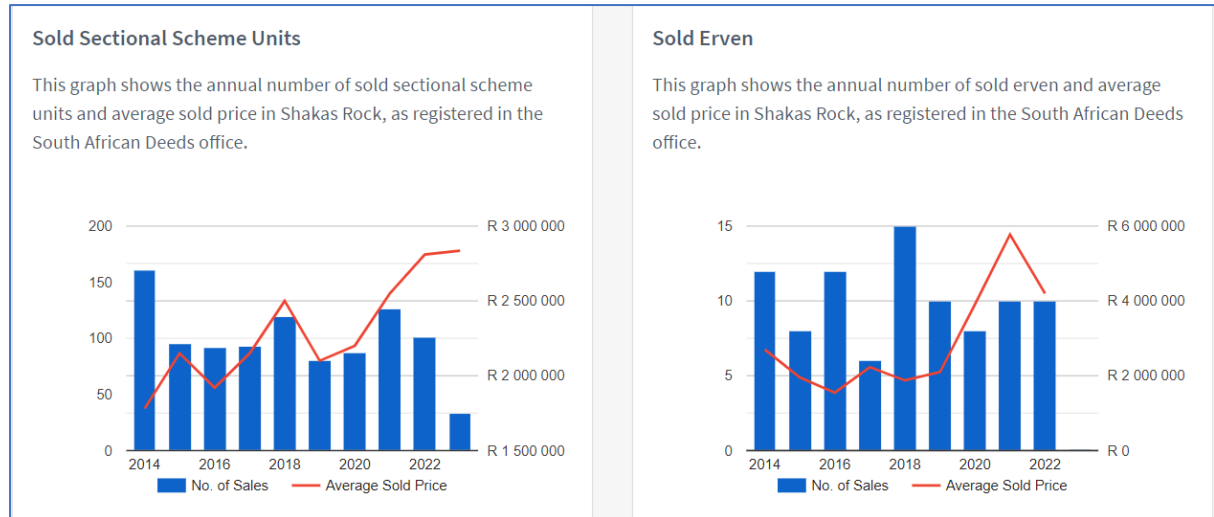 Sold Sectional Scheme Units
This graph shows the annual number of sold sectional scheme
units and average sold price in Shakas Rock, as registered in the
South African Deeds office.
200
150
100
50
0
R 3 000 000
R 2 500 000
R 2 000 000
R 1 500 000
2014 2016 2018 2020 2022
No. of Sales Average Sold Price
Sold Erven
This graph shows the annual number of sold erven and average
sold price in Shakas Rock, as registered in the South African Deeds
office.
15
10
5
0
R 6 000 000
R 4 000 000
R 2 000 000
R 0
2014 2016 2018 2020 2022
No. of Sales Average Sold Price